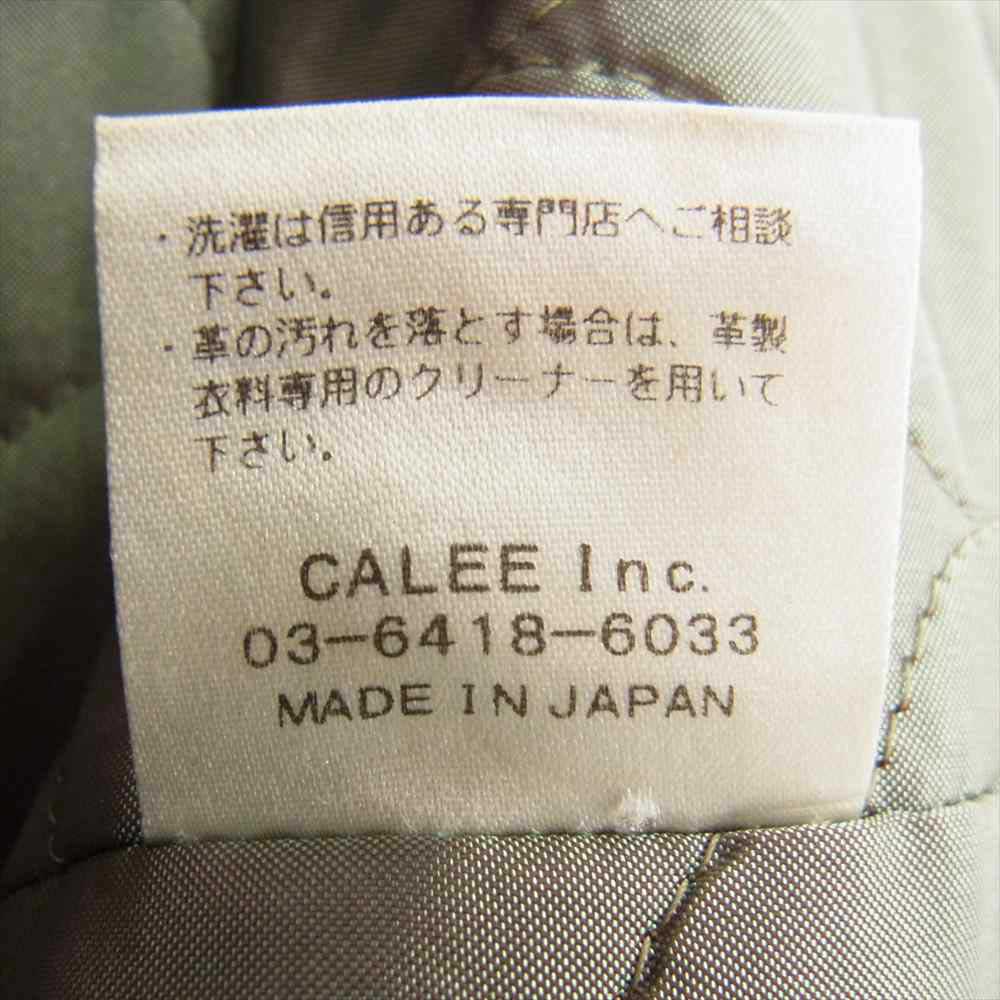 ・洗濯は信用ある専門店へご相談
下さい。
・革の汚れを落とす場合は、革製
衣料専用のクリーナーを用いて
下さい。
CALEE Inc.
03-6418-6033
MADE IN JAPAN